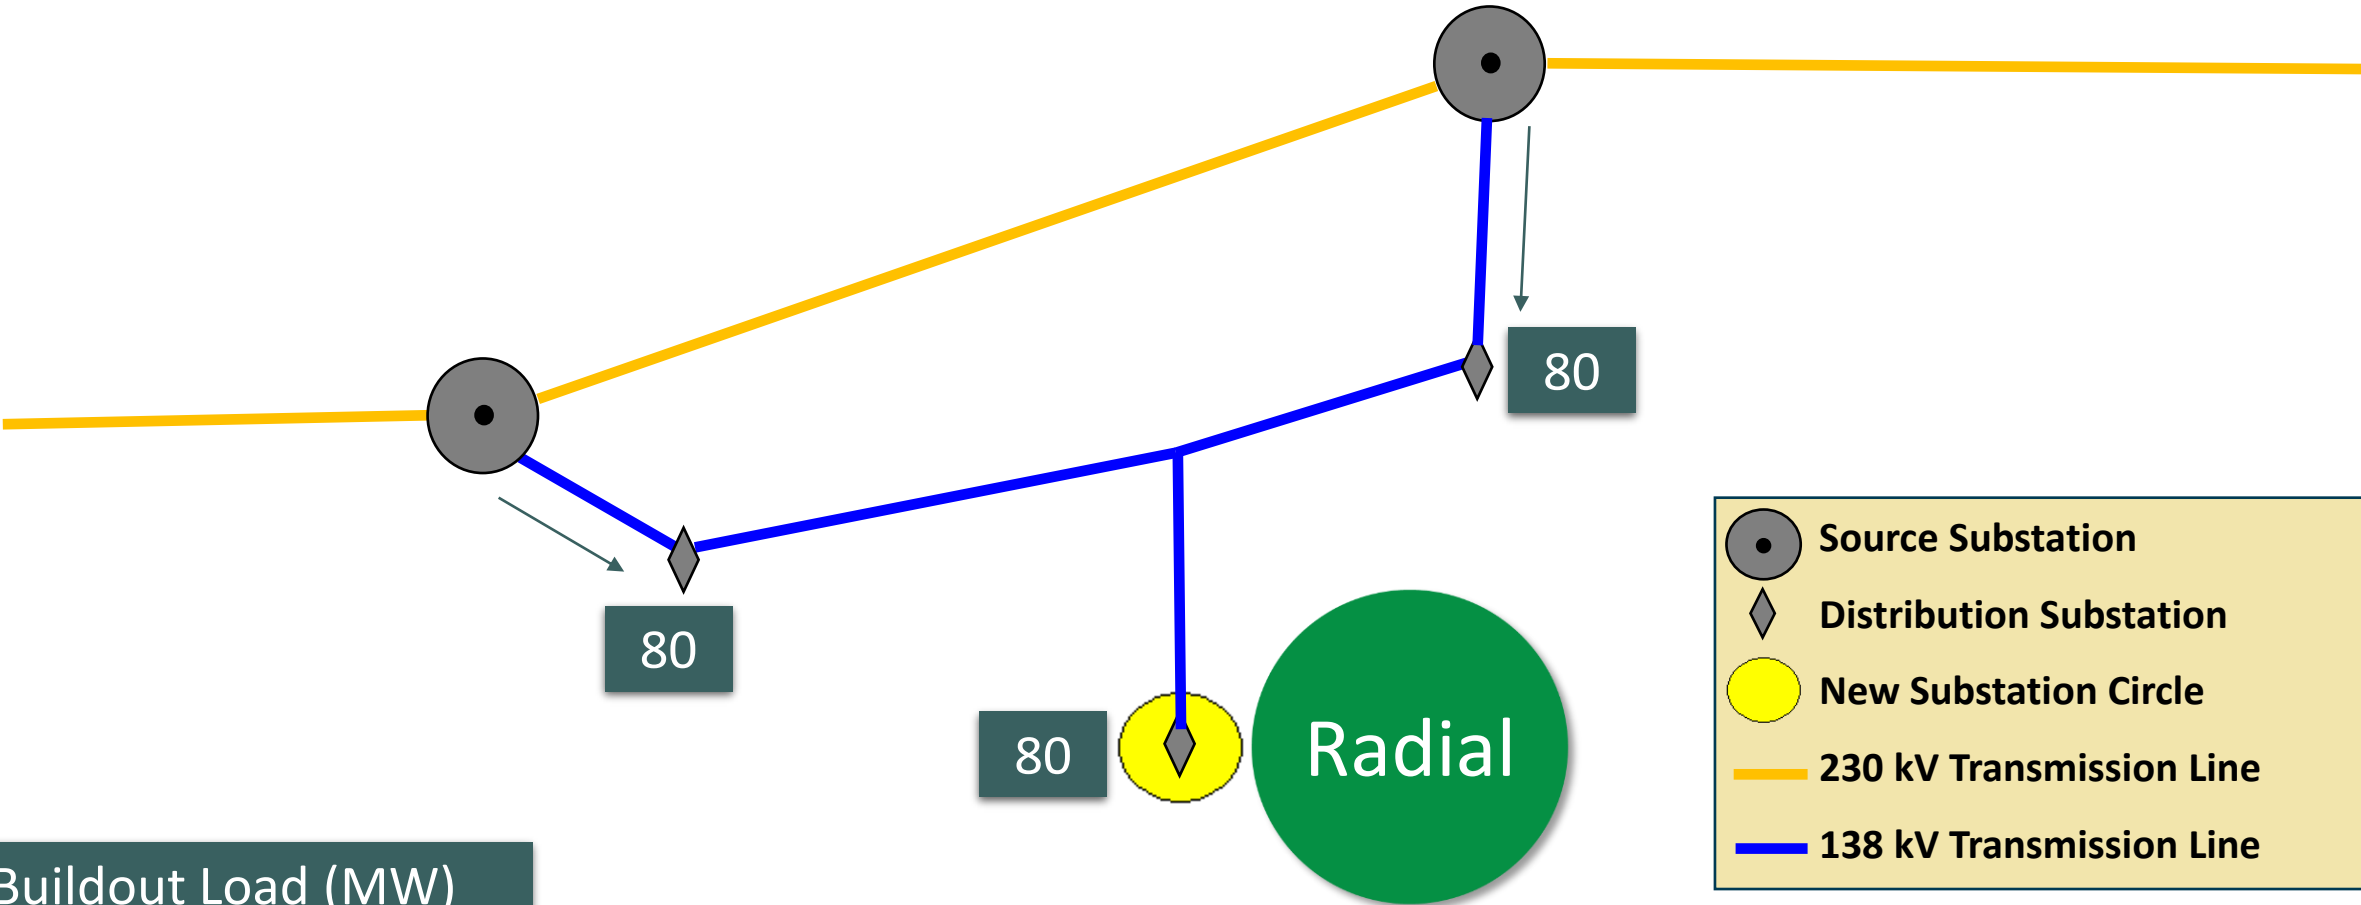 80
80
80
Radial
Source Substation
Distribution Substation
New Substation Circle
230 kV Transmission Line
138 kV Transmission Line
Buildout Load (MW)